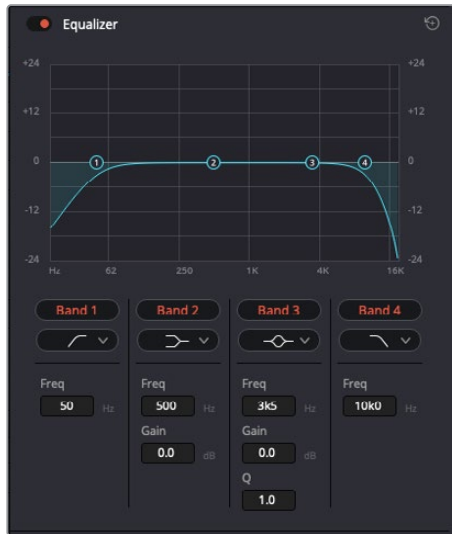 Equalizer
+24 +24
+12 +12
0 1 2 3 4 0
-12 -12
-24 -24
Hz 62 250 1K 4K 16K
Band 1 Band 2 Band 3 Band 4
Freq Freq Freq Freq
50 Hz 500 Hz 3k5 Hz 10k0 Hz
Gain Gain
0.0 dB 0.0 dB
Q
1.0